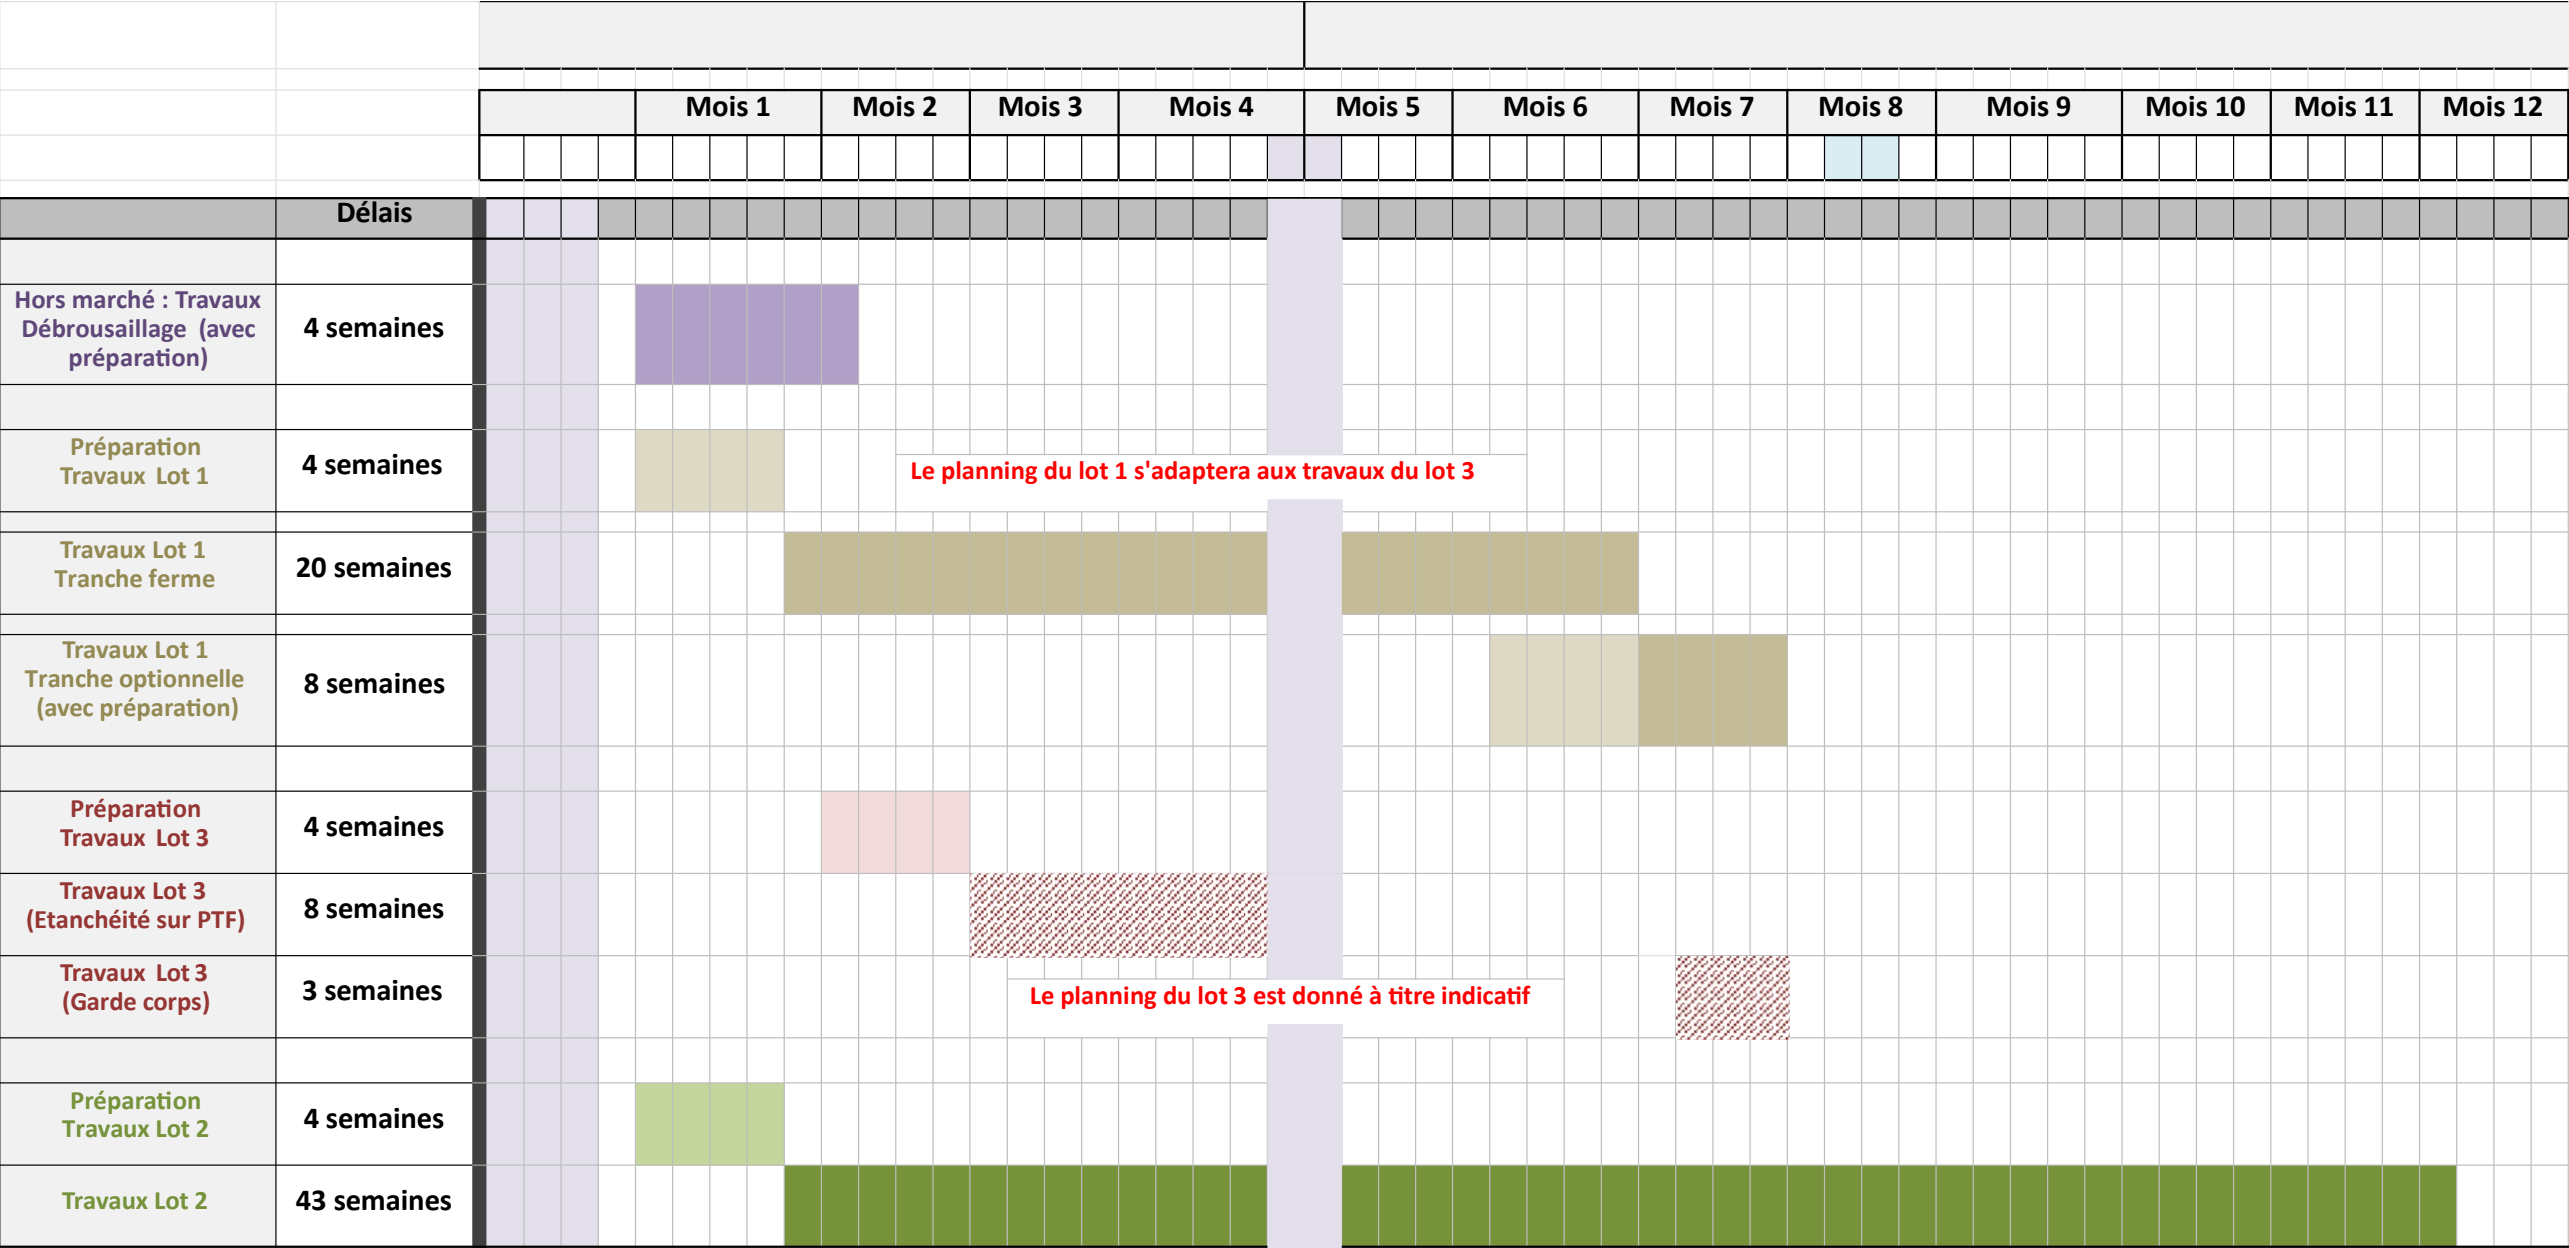 Mois 1 Mois 2 Mois 3 Mois 4 Mois 5 Mois 6 Mois 7 Mois 8 Mois 9 Mois 10 Mois 11 Mois 12
Délais
Hors marché : Travaux
Débrousaillage (avec
préparation)
4 semaines
Préparation
Travaux Lot 1
4 semaines
Le planning du lot 1 s'adaptera aux travaux du lot 3
Travaux Lot 1
Tranche ferme
20 semaines
Travaux Lot 1
Tranche optionnelle
(avec préparation)
8 semaines
Préparation
Travaux Lot 3
4 semaines
Travaux Lot 3
(Etanchéité sur PTF)
8 semaines
Travaux Lot 3
(Garde corps)
3 semaines
Le planning du lot 3 est donné à titre indicatif
Préparation
Travaux Lot 2
4 semaines
Travaux Lot 2
43 semaines